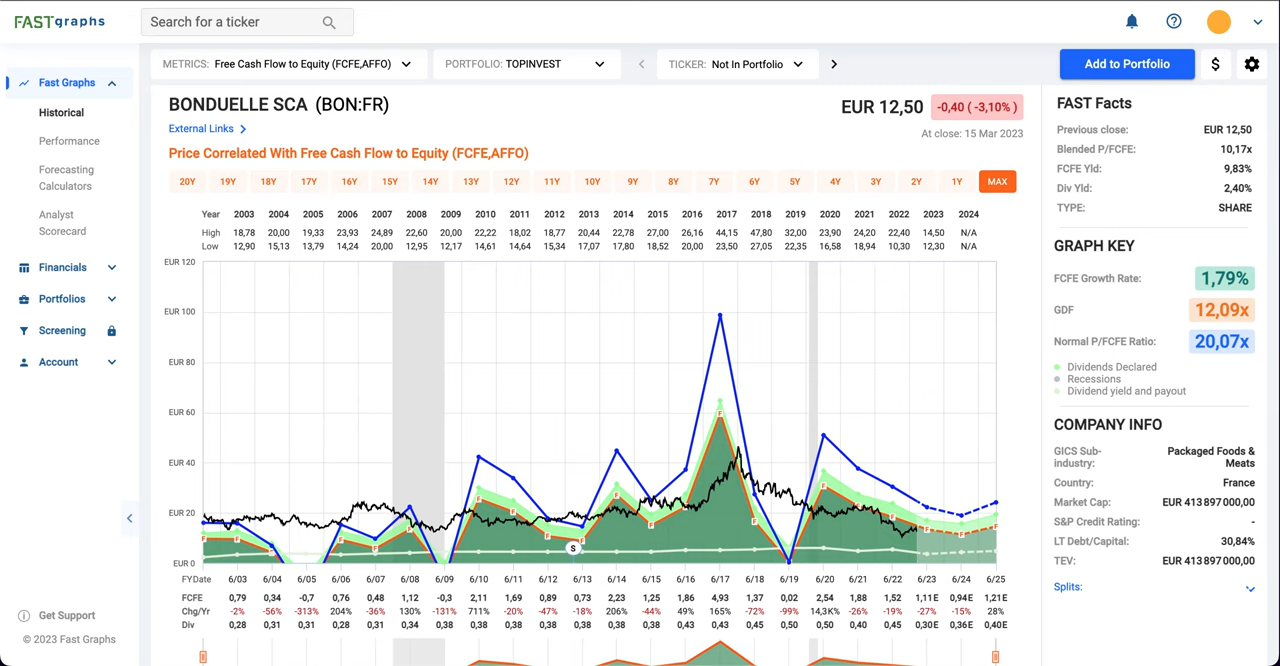 FAST graphs
Search for a ticker
METRICS: Free Cash Flow to Equity (FCFE,AFFO)
PORTFOLIO: TOPINVEST
TICKER: Not In Portfolio
Add to Portfolio
$
Fast Graphs
Historical
Performance
Forecasting
Calculators
Analyst
Scorecard
Financials
Portfolios
Screening
Account
Get Support
© 2023 Fast Graphs
BONDUELLE SCA (BON:FR)
EUR 12,50 -0,40 ( -3,10% )
External Links
At close: 15 Mar 2023
Price Correlated With Free Cash Flow to Equity (FCFE,AFFO)
20Y 19Y 18Y 17Y 16Y 15Y 14Y 13Y 12Y 11Y 10Y 9Y 8Y 7Y 6Y 5Y 4Y 3Y 2Y 1Y MAX
Year 2003 2004 2005 2006 2007 2008 2009 2010 2011 2012 2013 2014 2015 2016 2017 2018 2019 2020 2021 2022 2023 2024
High 18,78 20,00 19,33 23,93 24,89 22,60 20,00 22,22 18,02 18,77 20,44 22,78 27,00 26,16 44,15 47,80 32,00 23,90 24,20 22,40 14,50 N/A
Low 12,90 15,13 13,79 14,24 20,00 12,95 12,17 14,61 14,64 15,34 17,07 17,80 18,52 20,00 23,50 27,05 22,35 16,58 18,94 10,30 12,30 N/A
EUR 120
EUR 100
EUR 80
EUR 60
EUR 40
EUR 20
EUR 0
S
FYDate 6/03 6/04 6/05 6/06 6/07 6/08 6/09 6/10 6/11 6/12 6/13 6/14 6/15 6/16 6/17 6/18 6/19 6/20 6/21 6/22 6/23 6/24 6/25
FCFE 0,78 0,34 -0,7 0,76 0,48 1,12 -0,3 2,11 1,69 0,89 0,73 2,23 1,25 1,86 4,93 1,37 0,02 2,54 1,88 1,52 1,11E 0,94E 1,21E
Chg/Yr -2% -56% -313% 204% -36% 130% -131% 711% -20% -47% -18% 206% -44% 49% 165% -72% -99% 14,3K% -26% -19% -27% -15% 28%
Div 0,28 0,31 0,31 0,28 0,31 0,34 0,38 0,38 0,38 0,38 0,38 0,38 0,38 0,43 0,43 0,45 0,50 0,50 0,40 0,45 0,30E 0,36E 0,40E
FAST Facts
Previous close: EUR 12,50
Blended P/FCFE: 10,17x
FCFE Yld: 9,83%
Div Yld: 2,40%
TYPE: SHARE
GRAPH KEY
FCFE Growth Rate: 1,79%
GDF 12,09x
Normal P/FCFE Ratio: 20,07x
Dividends Declared
Recessions
Dividend yield and payout
COMPANY INFO
GICS Sub-industry: Packaged Foods & Meats
Country: France
Market Cap: EUR 413 897 000,00
S&P Credit Rating: -
LT Debt/Capital: 30,84%
TEV: EUR 413 897 000,00
Splits: